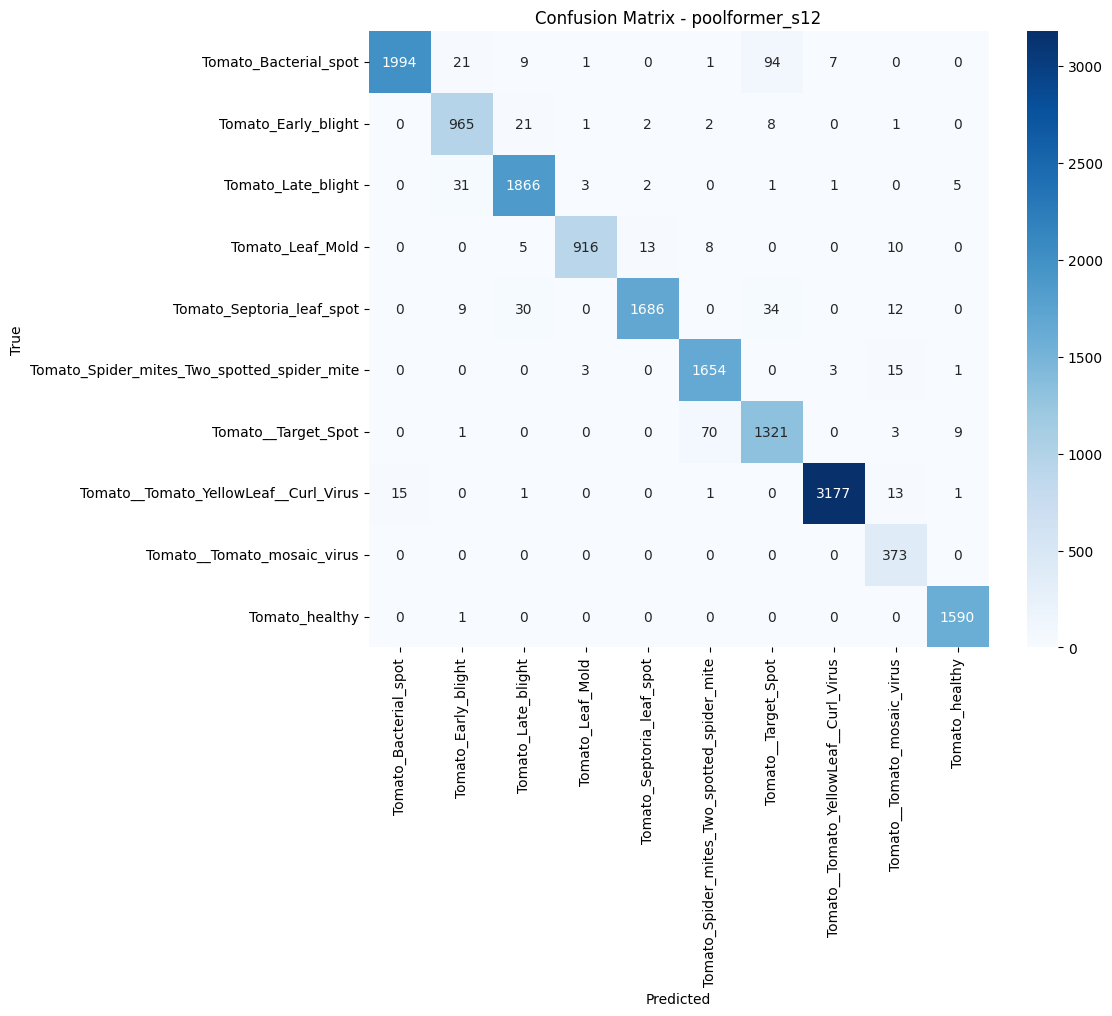 Confusion Matrix - poolformer_s12
True
Tomato_Bacterial_spot 1994 21 9 1 0 1 94 7 0 0
Tomato_Early_blight 0 965 21 1 2 2 8 0 1 0
Tomato_Late_blight 0 31 1866 3 2 0 1 1 0 5
Tomato_Leaf_Mold 0 0 5 916 13 8 0 0 10 0
Tomato_Septoria_leaf_spot 0 9 30 0 1686 0 34 0 12 0
Tomato_Spider_mites_Two_spotted_spider_mite 0 0 0 3 0 1654 0 3 15 1
Tomato__Target_Spot 0 1 0 0 0 70 1321 0 3 9
Tomato__Tomato_YellowLeaf__Curl_Virus 15 0 1 0 0 1 0 3177 13 1
Tomato__Tomato_mosaic_virus 0 0 0 0 0 0 0 0 373 0
Tomato_healthy 0 1 0 0 0 0 0 0 0 1590
Tomato_Bacterial_spot
Tomato_Early_blight
Tomato_Late_blight
Tomato_Leaf_Mold
Tomato_Septoria_leaf_spot
Tomato_Spider_mites_Two_spotted_spider_mite
Tomato__Target_Spot
Tomato__Tomato_YellowLeaf__Curl_Virus
Tomato__Tomato_mosaic_virus
Tomato_healthy
Predicted
3000
2500
2000
1500
1000
500
0